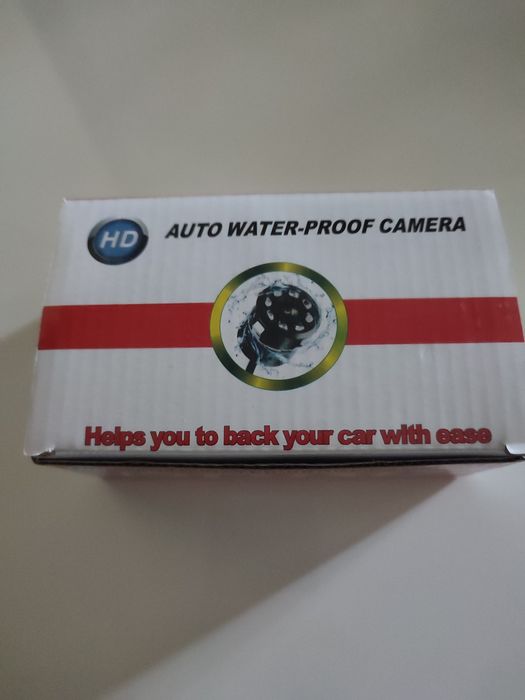 HD
AUTO WATER-PROOF CAMERA
Helps you to back your car with ease